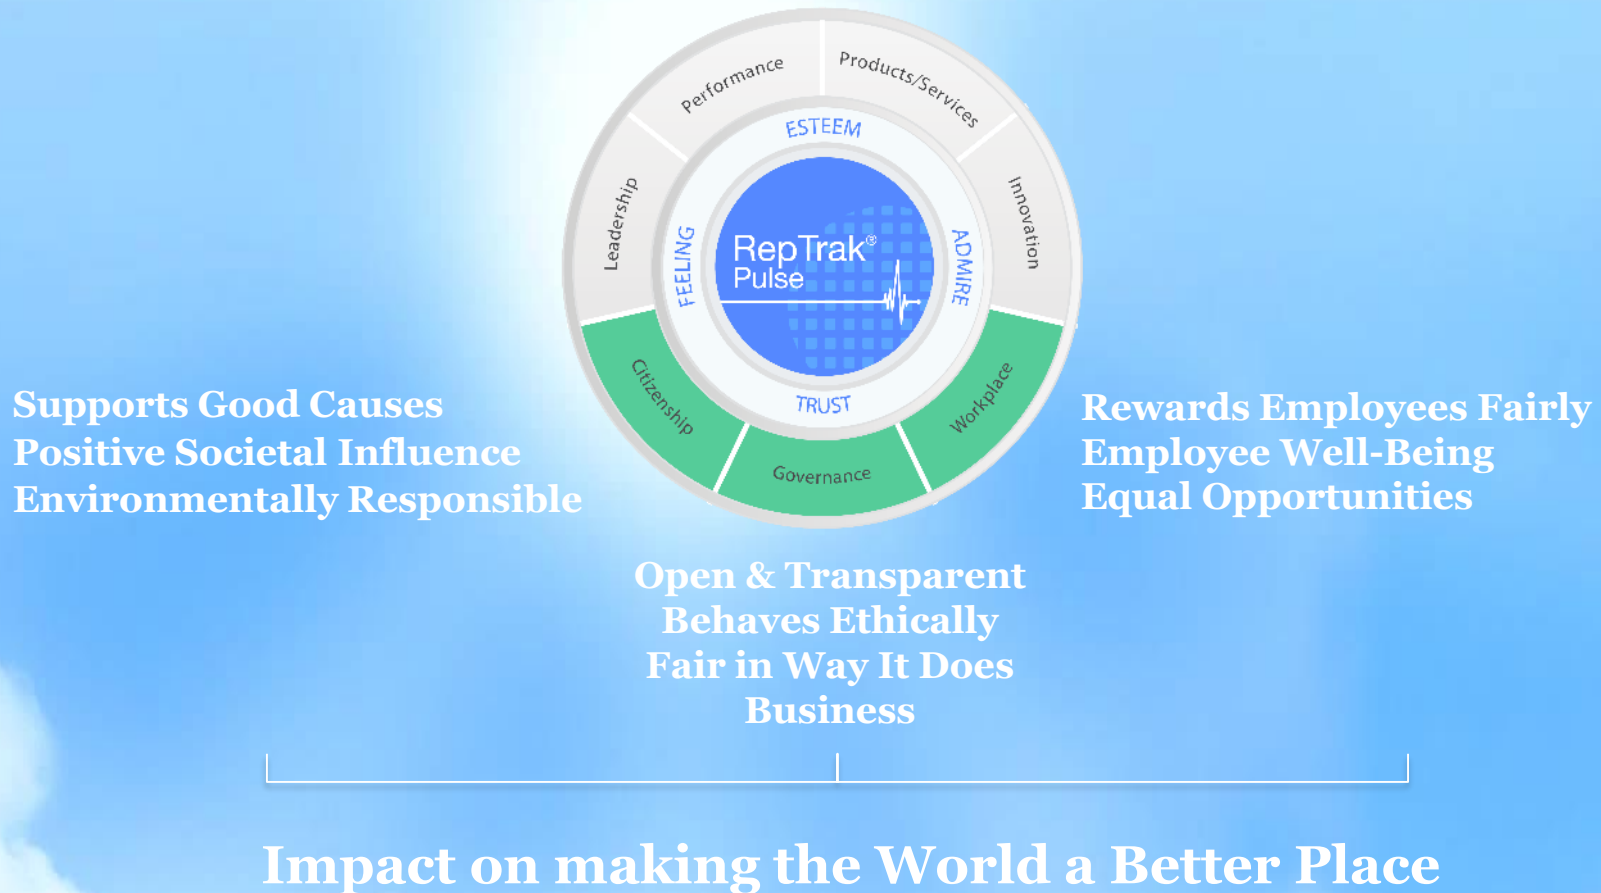 Performance
Products/Services
Leadership
Innovation
ESTEEM
FEELING
ADMIRE
RepTrak®
Pulse
TRUST
Citizenship
Governance
Workplace
Supports Good Causes
Positive Societal Influence
Environmentally Responsible
Rewards Employees Fairly
Employee Well-Being
Equal Opportunities
Open & Transparent
Behaves Ethically
Fair in Way It Does
Business
Impact on making the World a Better Place